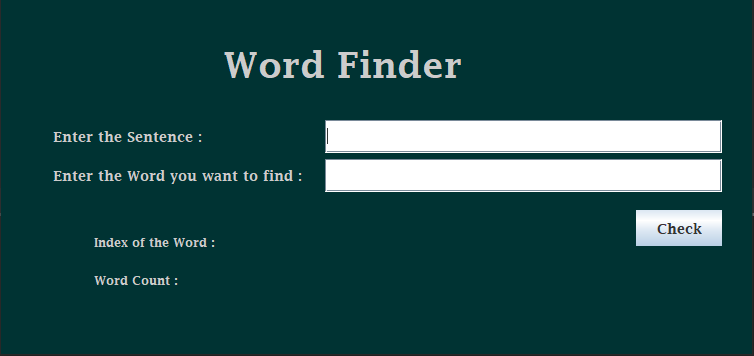 Word Finder
Enter the Sentence :
Enter the Word you want to find :
Check
Index of the Word :
Word Count :